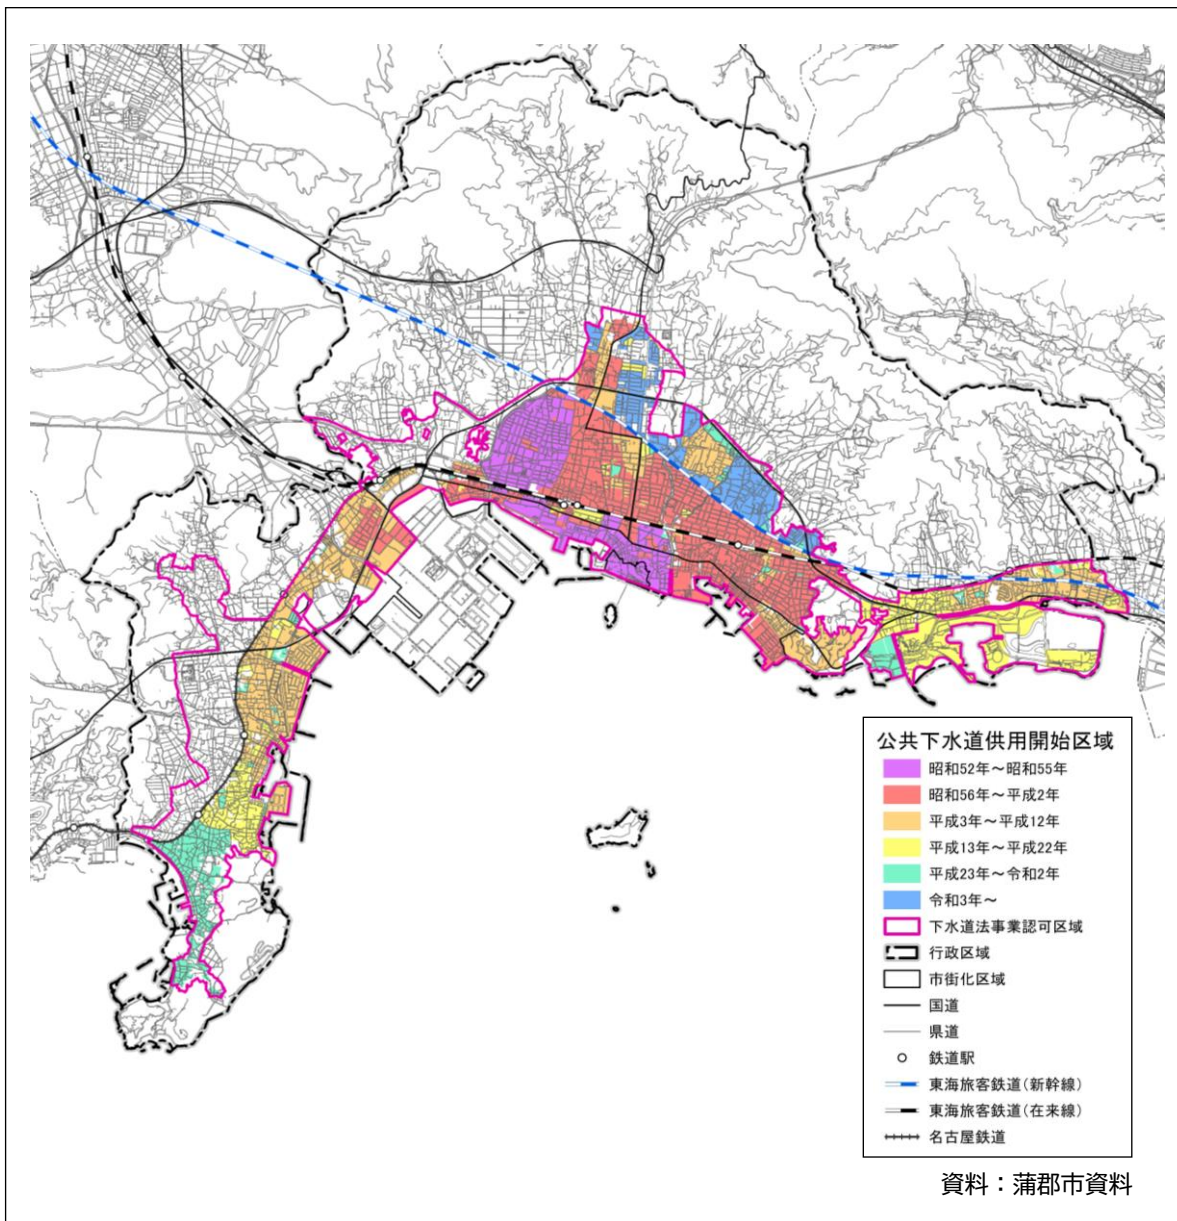 公共下水道供用開始区域
昭和52年～昭和55年
昭和56年～平成2年
平成3年～平成12年
平成13年～平成22年
平成23年～令和2年
令和3年～
下水道法事業認可区域
行政区域
市街化区域
国道
県道
鉄道駅
東海旅客鉄道(新幹線)
東海旅客鉄道(在来線)
名古屋鉄道
資料：蒲郡市資料